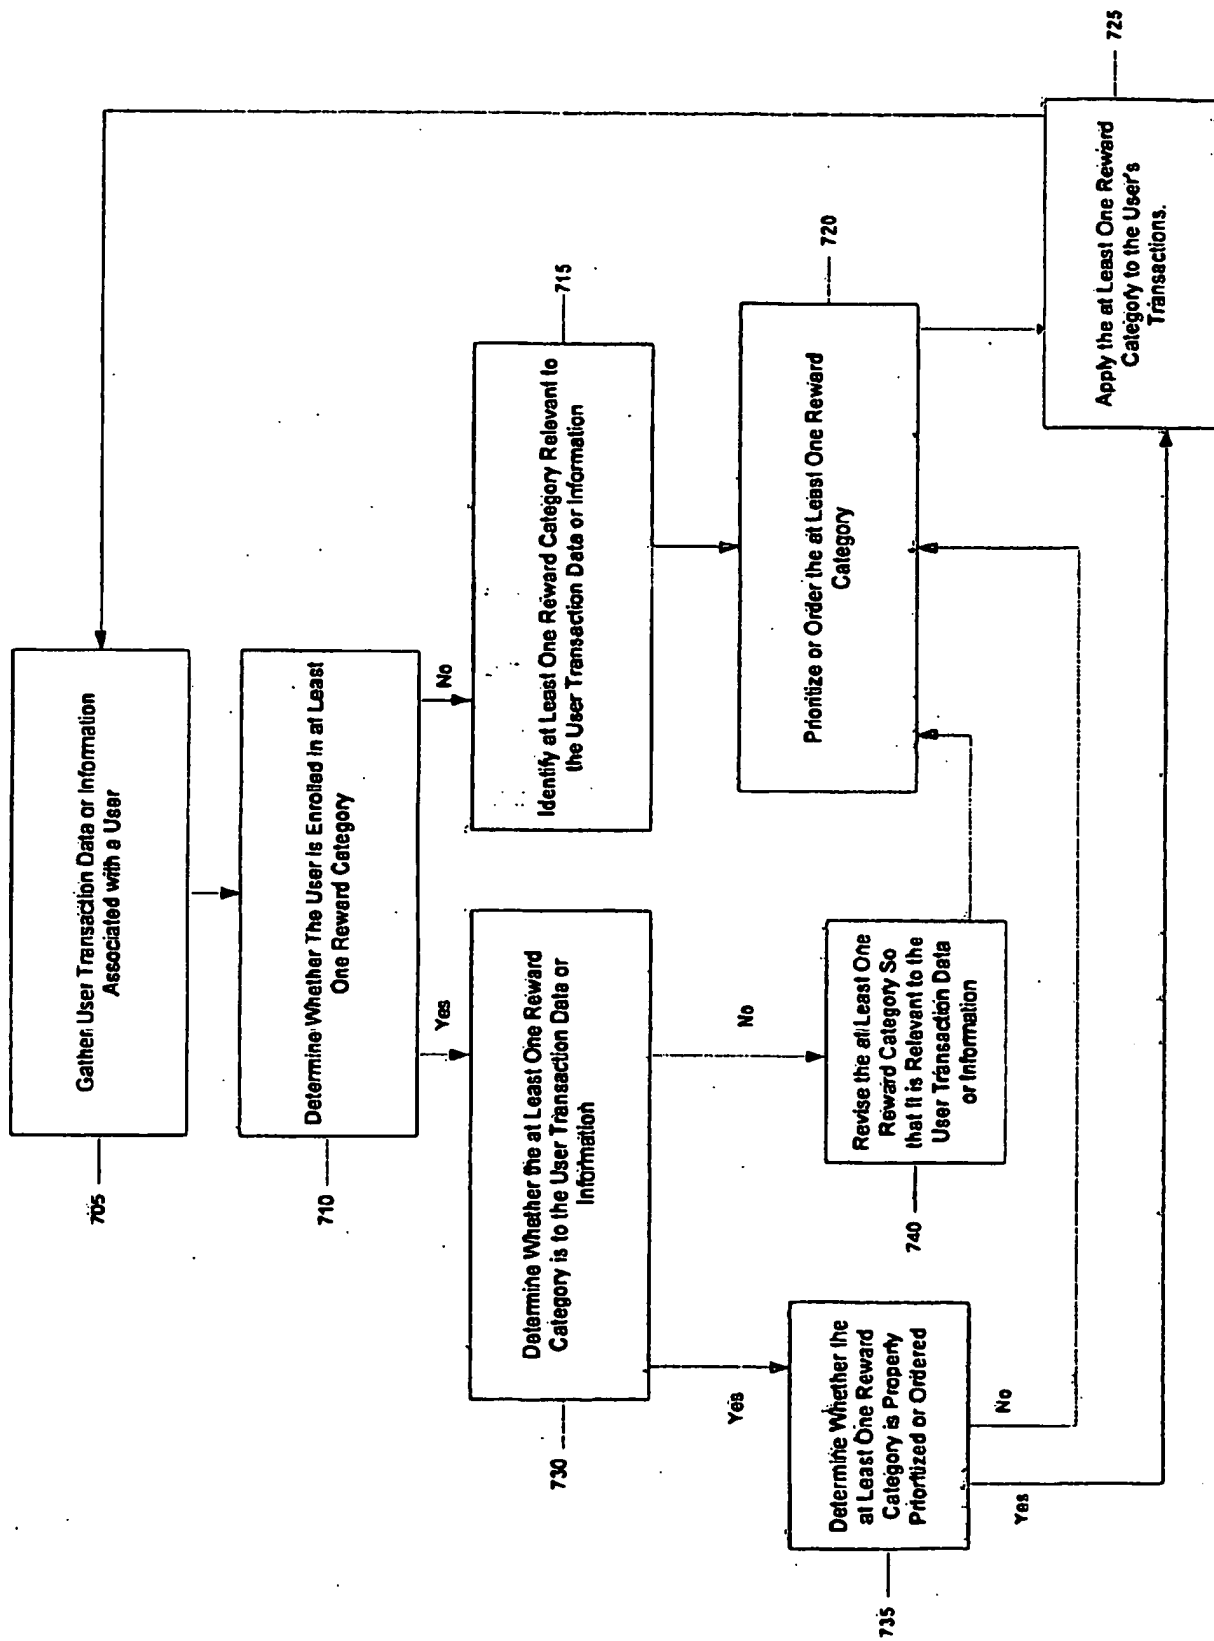 705
Gather User Transaction Data or Information
Associated with a User
710
Determine Whether The User is Enrolled in at Least
One Reward Category
Yes
No
730
Determine Whether the at Least One Reward
Category is to the User Transaction Data or
Information
Identify at Least One Reward Category Relevant to
the User Transaction Data or Information
715
Yes
No
735
Determine Whether the
at Least One Reward
Category is Properly
Prioritized or Ordered
740
Revise the at Least One
Reward Category So
that it is Relevant to the
User Transaction Data
or Information
Prioritize or Order the at Least One Reward
Category
720
Yes
No
Apply the at Least One Reward
Category to the User's
Transactions.
725